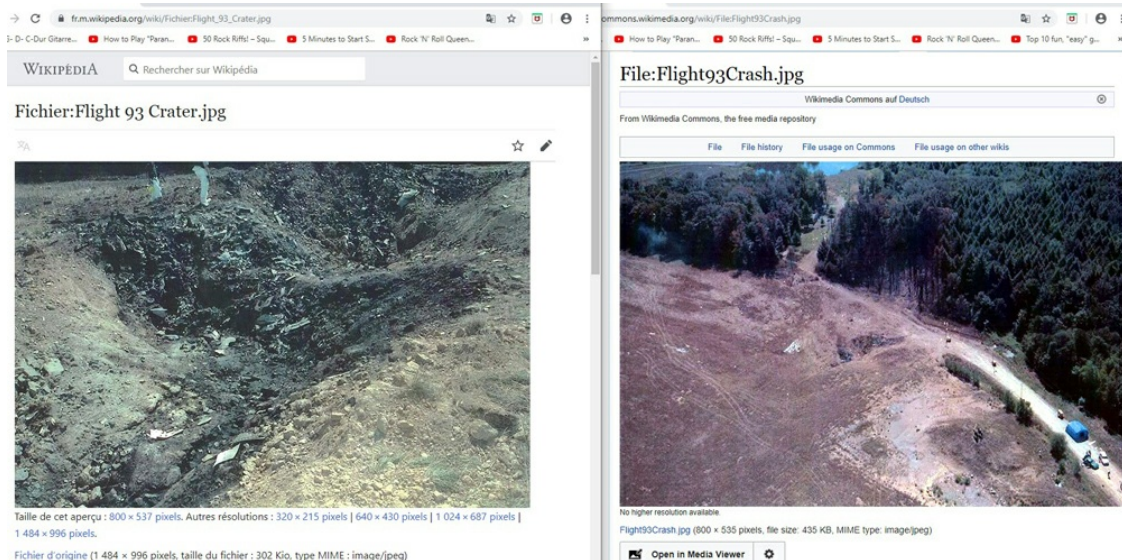 fr.m.wikipedia.org/wiki/Fichier:Flight_93_Crater.jpg
D- C-Dur Gitarre...
How to Play "Paran...
50 Rock Riffs! – Squ...
5 Minutes to Start S...
Rock 'N' Roll Queen...
»
WIKIPÉDIA
Rechercher sur Wikipédia
Fichier:Flight 93 Crater.jpg
Taille de cet aperçu : 800 × 537 pixels. Autres résolutions : 320 × 215 pixels | 640 × 430 pixels | 1 024 × 687 pixels |
1 484 × 996 pixels.
Fichier d'origine (1 484 × 996 pixels, taille du fichier : 302 Kio, type MIME : image/jpeg)
ommons.wikimedia.org/wiki/File:Flight93Crash.jpg
How to Play "Paran...
50 Rock Riffs! – Squ...
5 Minutes to Start S...
Rock 'N' Roll Queen...
Top 10 fun, "easy" g...
»
File:Flight93Crash.jpg
Wikimedia Commons auf Deutsch
From Wikimedia Commons, the free media repository
File
File history
File usage on Commons
File usage on other wikis
No higher resolution available.
Flight93Crash.jpg (800 × 535 pixels, file size: 435 KB, MIME type: image/jpeg)
Open in Media Viewer